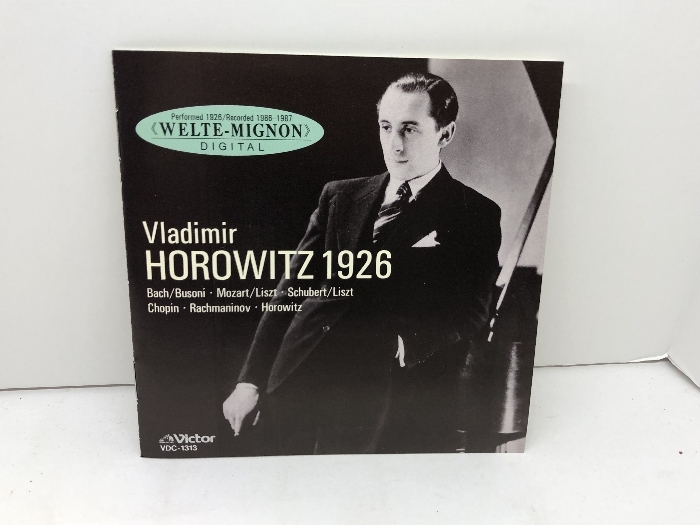 Performed 1926/Recorded 1986-1987
《WELTE-MIGNON》
DIGITAL
Vladimir
HOROWITZ 1926
Bach/Busoni · Mozart/Liszt · Schubert/Liszt
Chopin · Rachmaninov · Horowitz
Victor
VDC-1313